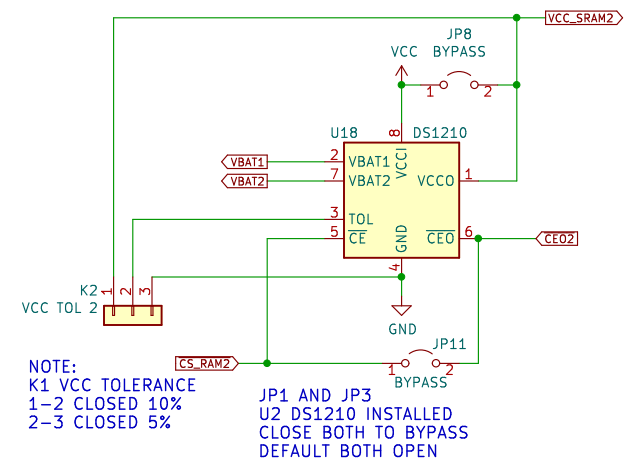 VCC_SRAM2
JP8
VCC BYPASS
1 2
U18 8 DS1210
VBAT1 2 VBAT1 VCCI
VBAT2 7 VBAT2 VCCO 1
3 TOL
5 CE GND CEO 6 CEO2
4
K2 1 2 3
VCC TOL 2
GND
JP11
CS_RAM2 1 2
BYPASS
NOTE:
K1 VCC TOLERANCE
1-2 CLOSED 10%
2-3 CLOSED 5%
JP1 AND JP3
U2 DS1210 INSTALLED
CLOSE BOTH TO BYPASS
DEFAULT BOTH OPEN